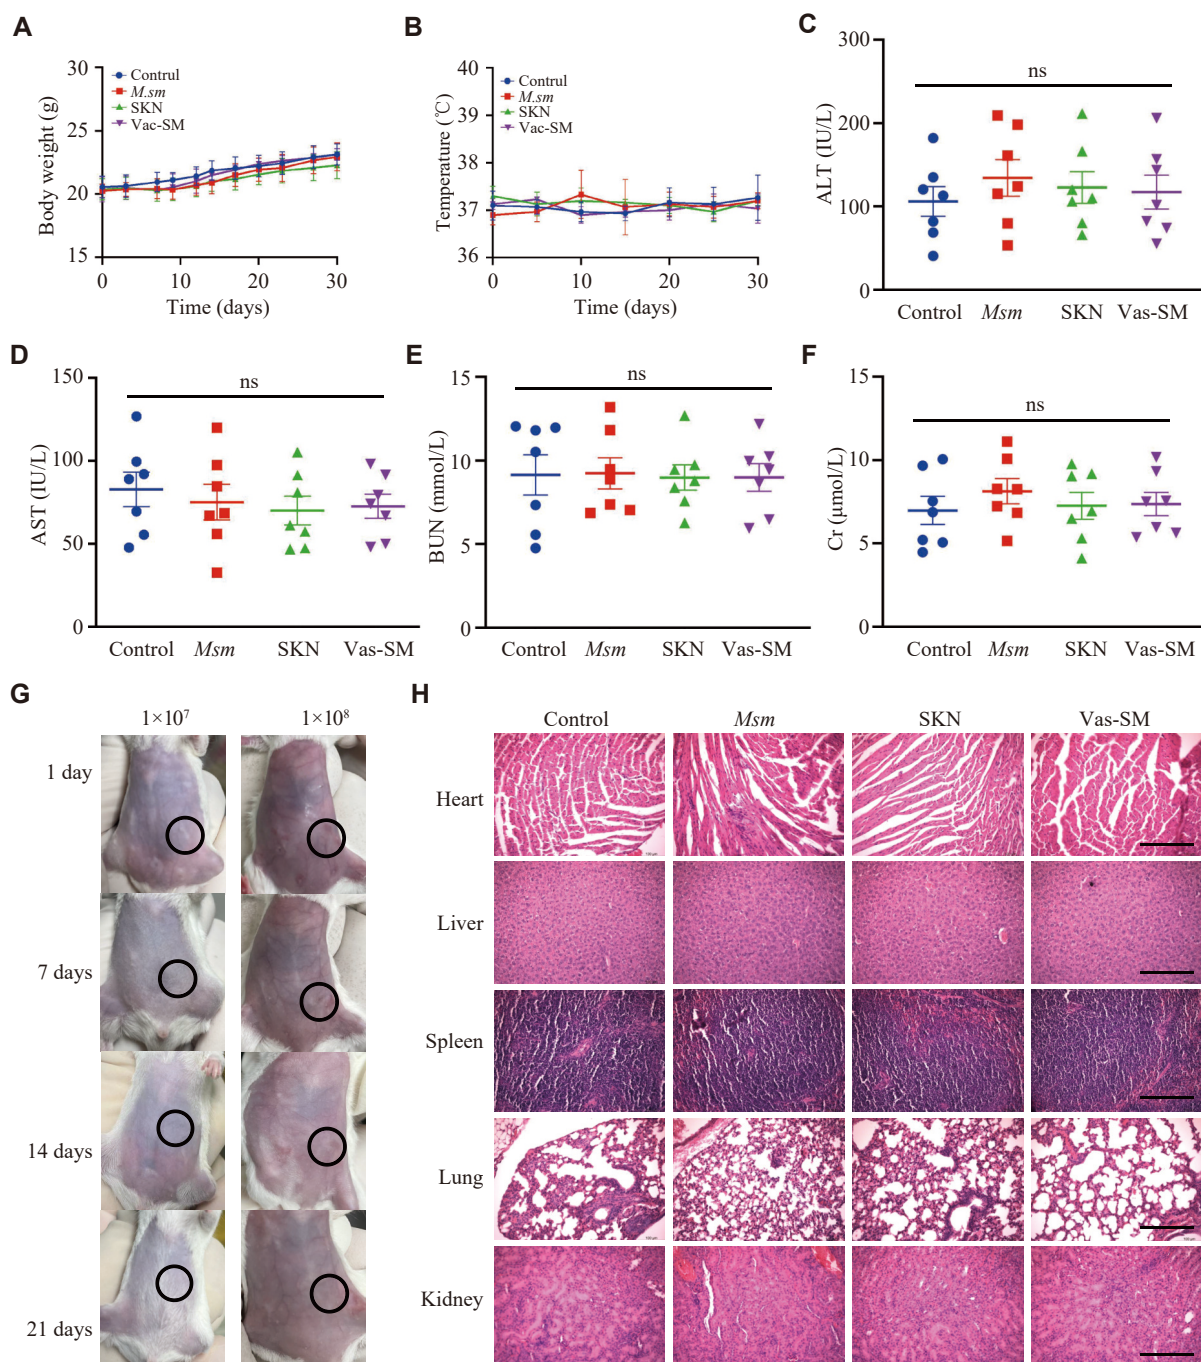 A
Body weight (g)
30
25
20
15
Contrul
M.sm
SKN
Vac-SM
0 10 20 30
Time (days)
B
Temperature (℃)
40
39
38
37
36
Contrul
M.sm
SKN
Vac-SM
0 10 20 30
Time (days)
C
ALT (IU/L)
300
200
100
0
ns
Control Msm SKN Vas-SM
D
AST (IU/L)
150
100
50
0
ns
Control Msm SKN Vas-SM
E
BUN (mmol/L)
15
10
5
0
ns
Control Msm SKN Vas-SM
F
Cr (μmol/L)
15
10
5
0
ns
Control Msm SKN Vas-SM
G
1×10⁷ 1×10⁸
1 day
7 days
14 days
21 days
H
Control Msm SKN Vas-SM
Heart
Liver
Spleen
Lung
Kidney